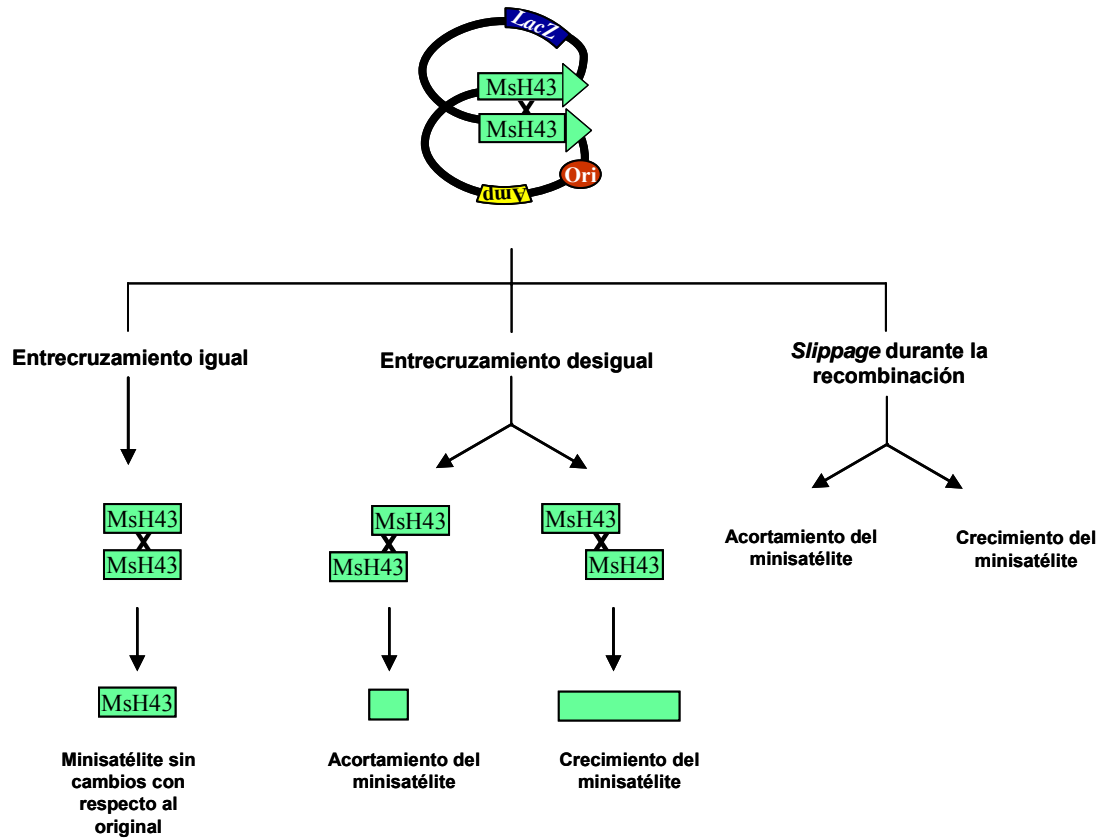 LacZ
MsH43
MsH43
Ori
Amp
Entrecruzamiento igual
Entrecruzamiento desigual
Slippage durante la
recombinación
MsH43
X
MsH43
MsH43
X
MsH43
MsH43
X
MsH43
Acortamiento del
minisatélite
Crecimiento del
minisatélite
MsH43
Minisatélite sin
cambios con
respecto al
original
Acortamiento del
minisatélite
Crecimiento del
minisatélite